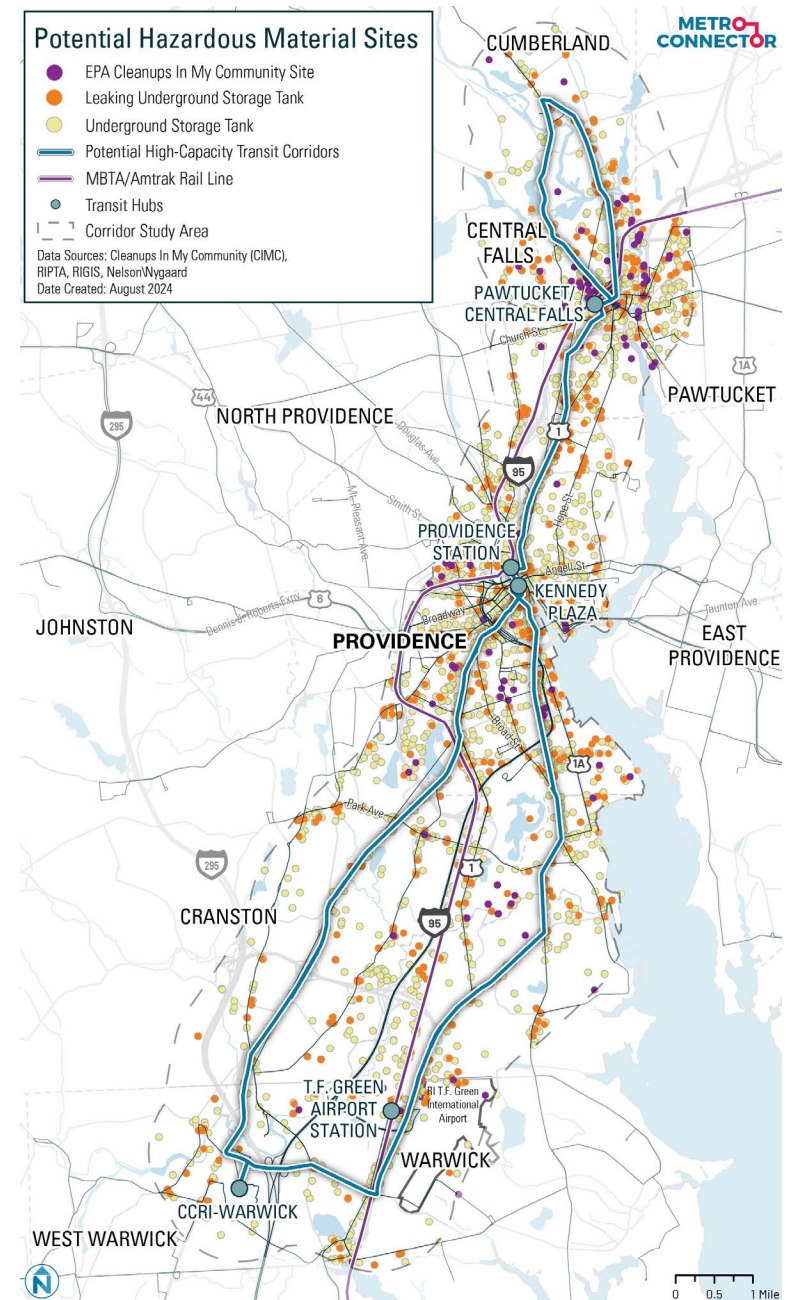 Potential Hazardous Material Sites
EPA Cleanups In My Community Site
Leaking Underground Storage Tank
Underground Storage Tank
Potential High-Capacity Transit Corridors
MBTA/Amtrak Rail Line
Transit Hubs
Corridor Study Area
Data Sources: Cleanups In My Community (CIMC),
RIPTA, RIGIS, Nelson\Nygaard
Date Created: August 2024
METRO
CONNECTOR
CUMBERLAND
CENTRAL
FALLS
PAWTUCKET/
CENTRAL FALLS
Church St
1A
44
PAWTUCKET
295
NORTH PROVIDENCE
Douglas Ave
1
95
Mt Pleasant Ave
Smith St
Hope St
PROVIDENCE
STATION
Angell St
6
KENNEDY
PLAZA
Dennis J Roberts Expy
Broadway
Taunton Ave
JOHNSTON
PROVIDENCE
EAST
PROVIDENCE
Broad St
1A
Park Ave
295
1
CRANSTON
95
T.F. GREEN
AIRPORT
STATION
RI T.F. Green
International
Airport
WARWICK
CCRI-WARWICK
WEST WARWICK
N
0 0.5 1 Mile